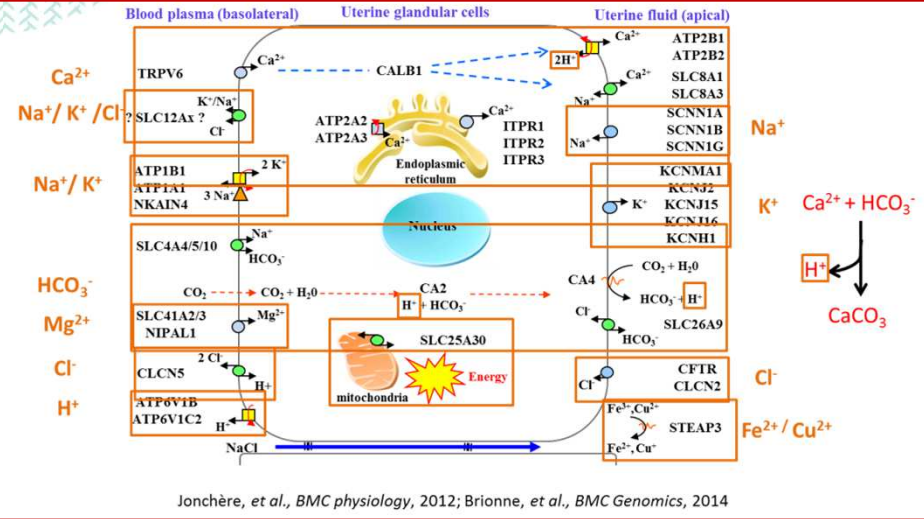 Blood plasma (basolateral)
Uterine glandular cells
Uterine fluid (apical)
Ca²⁺
Na⁺/ K⁺ /Cl⁻
Na⁺/ K⁺
HCO₃⁻
Mg²⁺
Cl⁻
H⁺
TRPV6
Ca²⁺
? SLC12Ax ?
K⁺/Na⁺
Cl⁻
ATP1B1
ATP1A1
NKAIN4
2 K⁺
3 Na⁺
SLC4A4/5/10
Na⁺
HCO₃⁻
CO₂
CO₂ + H₂0
SLC41A2/3
NIPAL1
Mg²⁺
CLCN5
2 Cl⁻
H+
ATP6V1B
ATP6V1C2
H⁺
NaCl
CALB1
ATP2A2
ATP2A3
Ca²⁺
Ca²⁺
ITPR1
ITPR2
ITPR3
Endoplasmic
reticulum
Nucleus
CA2
H⁺ + HCO₃⁻
SLC25A30
Energy
mitochondria
2H⁺
Ca²⁺
ATP2B1
ATP2B2
Ca²⁺
Na⁺
SLC8A1
SLC8A3
Na⁺
SCNN1A
SCNN1B
SCNN1G
K⁺
KCNMA1
KCNJ2
KCNJ15
KCNJ16
KCNH1
CA4
CO₂ + H₂0
HCO₃⁻ + H⁺
Cl⁻
HCO₃⁻
SLC26A9
Cl⁻
CFTR
CLCN2
Fe³⁺,Cu²⁺
Fe²⁺,Cu⁺
STEAP3
Na⁺
K⁺
Cl⁻
Fe²⁺/ Cu²⁺
Ca²⁺ + HCO₃⁻
H⁺
CaCO₃
Jonchère, et al., BMC physiology, 2012; Brionne, et al., BMC Genomics, 2014